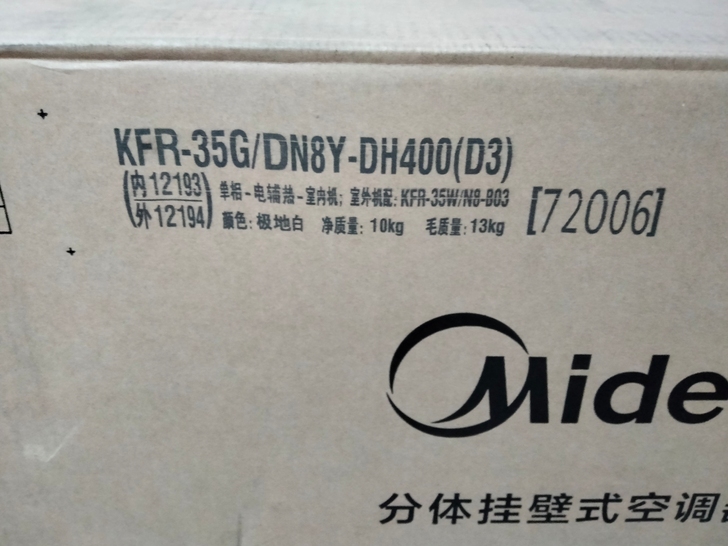 KFR-35G/DN8Y-DH400(D3)
(内12193 单相-电辅热-室内机; 室外机配: KFR-35W/N8-B03 [72006]
外12194) 颜色: 极地白 净质量: 10kg 毛质量: 13kg
Mide
分体挂壁式空调